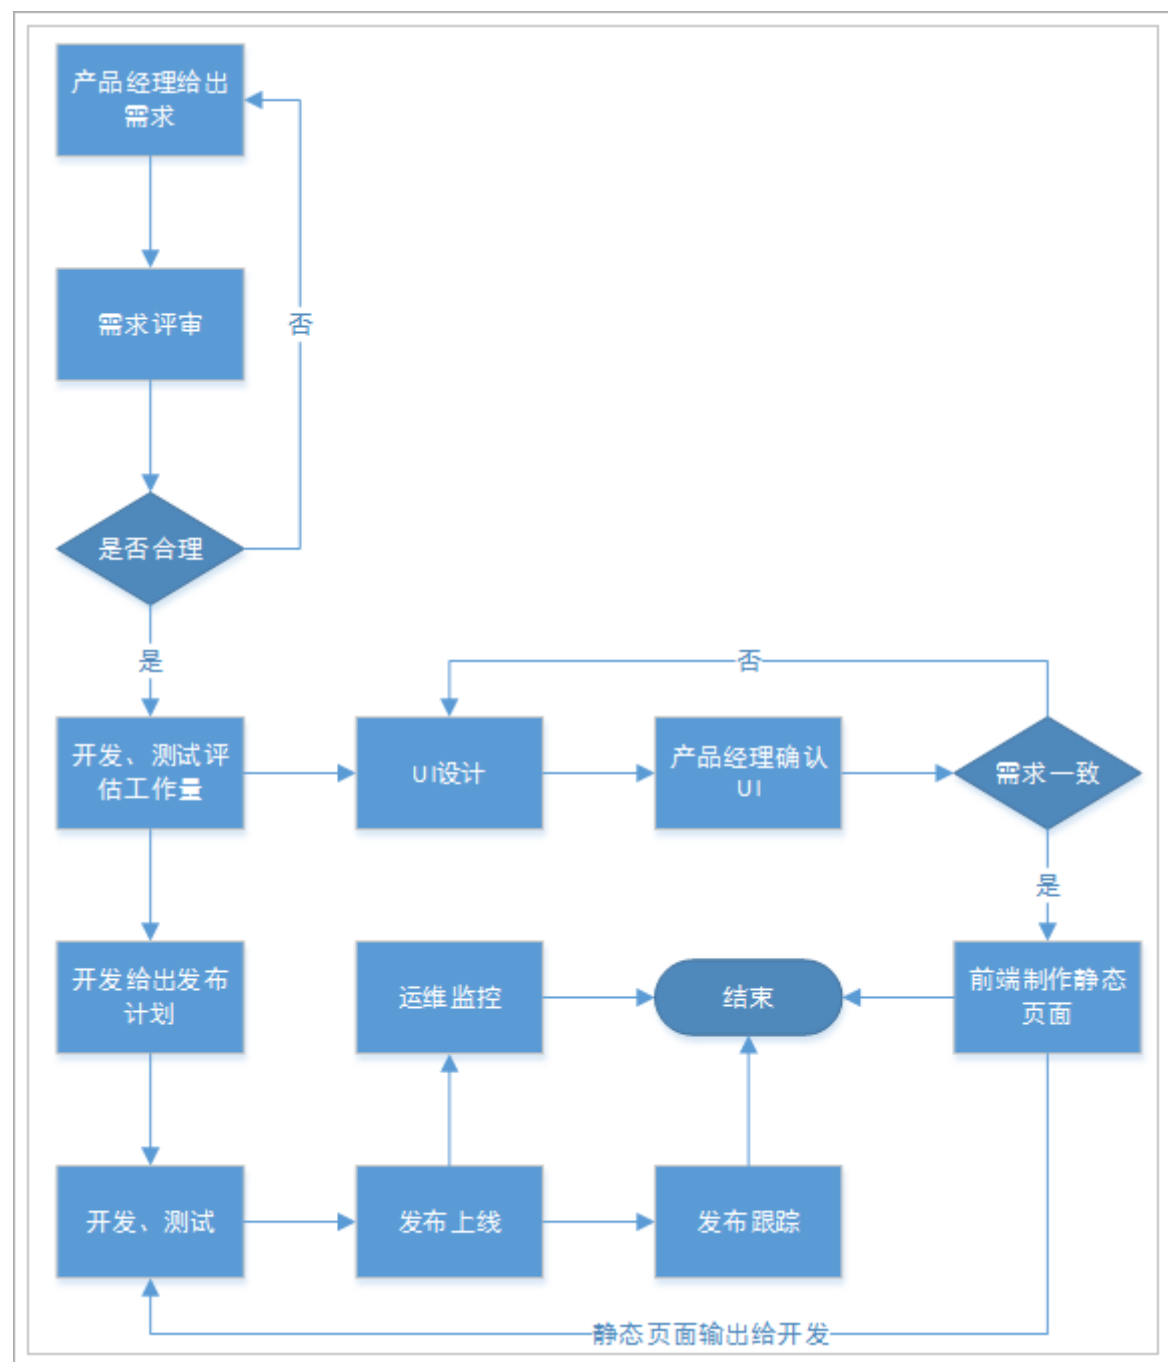 产品经理给出
需求
需求评审
否
是否合理
是
否
开发、测试评
估工作量
UI设计
产品经理确认
UI
需求一致
是
开发给出发布
计划
运维监控
结束
前端制作静态
页面
开发、测试
发布上线
发布跟踪
静态页面输出给开发